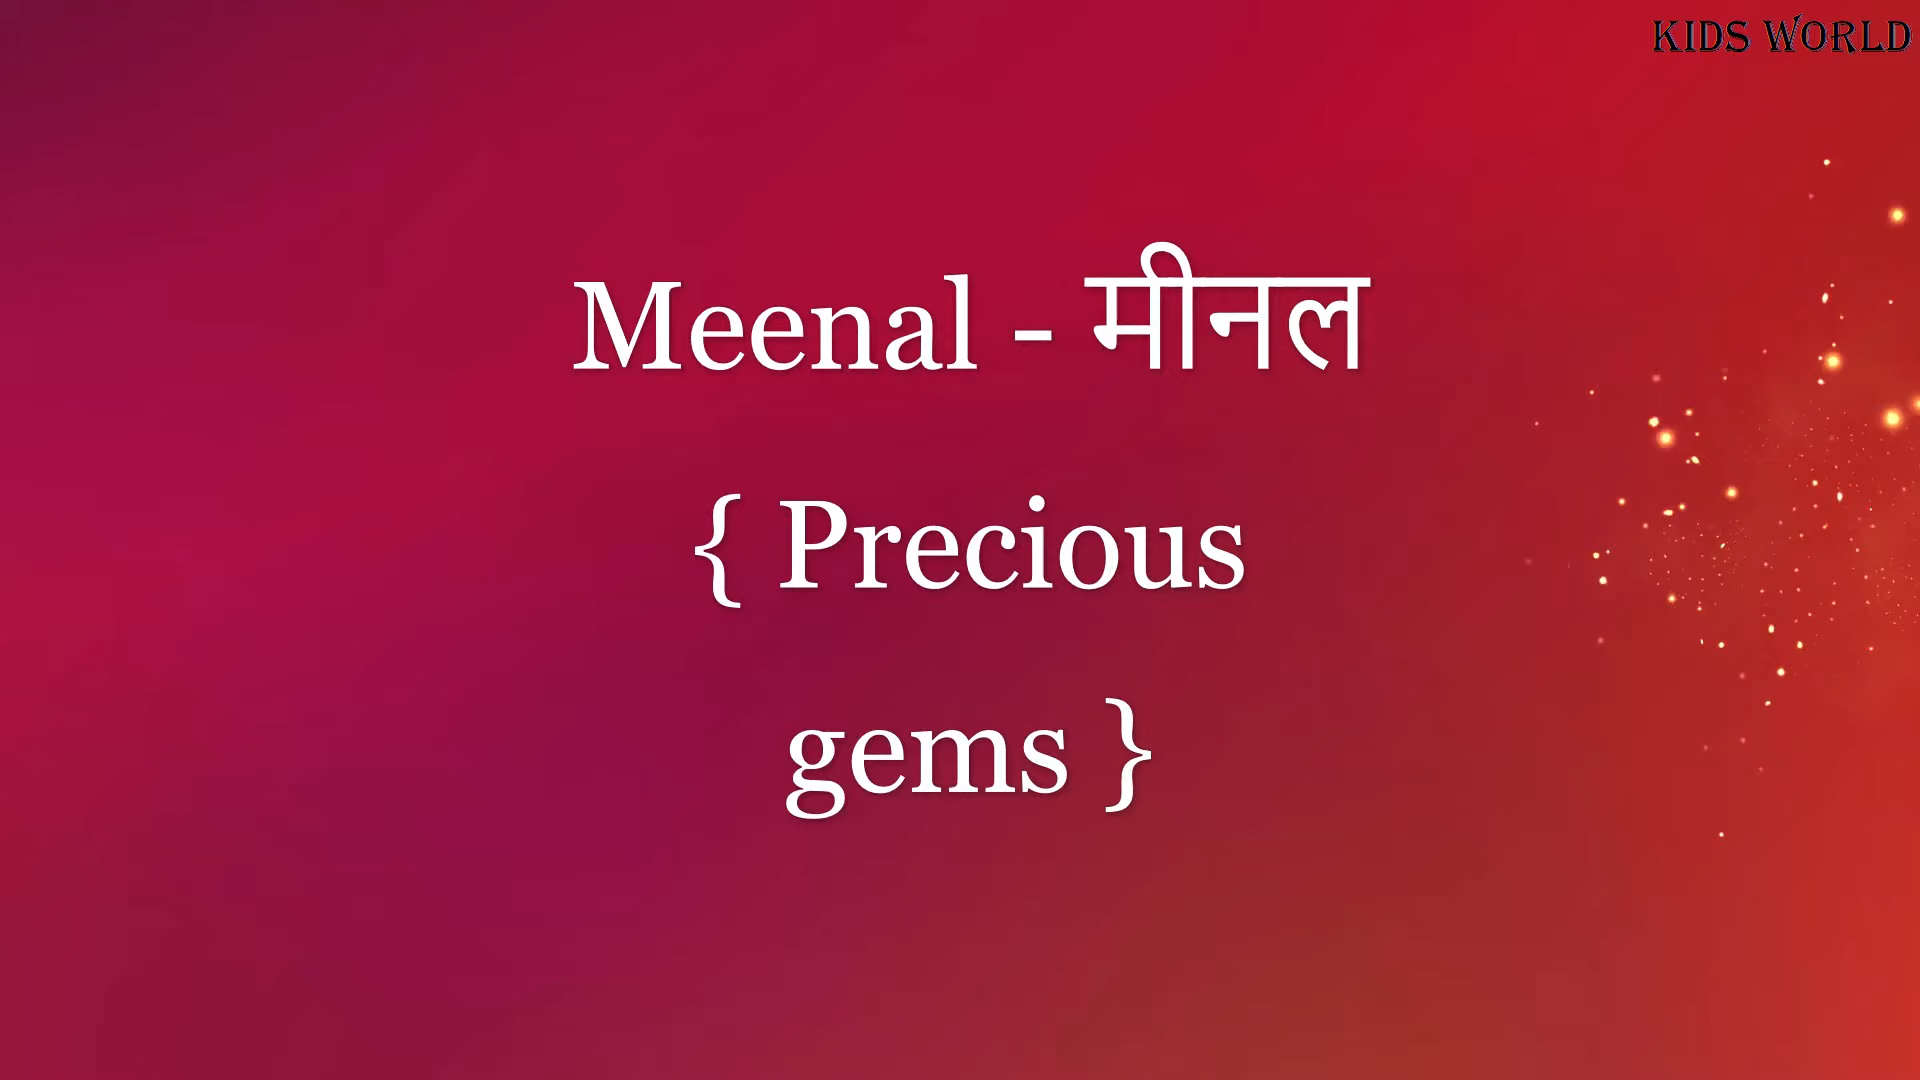 KIDS WORLD
Meenal - मीनल
{ Precious
gems }